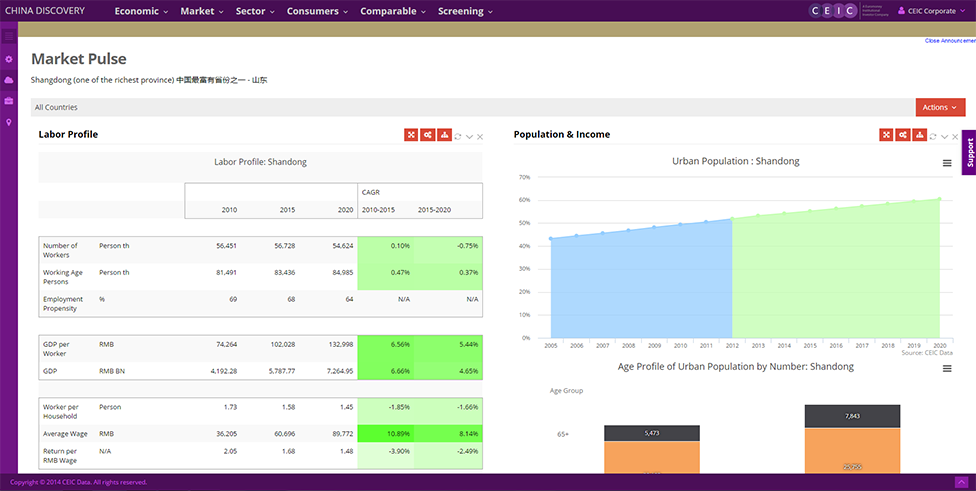 CHINA DISCOVERY Economic Market Sector Consumers Comparable Screening CEIC CEIC Corporate
Close Announcemen
Market Pulse
Shangdong (one of the richest province) 中国最富有省份之一 - 山东
All Countries Actions
Support
Labor Profile
Labor Profile: Shandong
CAGR
2010 2015 2020 2010-2015 2015-2020
Number of Workers Person th 56,451 56,728 54,624 0.10% -0.75%
Working Age Persons Person th 81,491 83,436 84,985 0.47% 0.37%
Employment Propensity % 69 68 64 N/A N/A
GDP per Worker RMB 74,264 102,028 132,998 6.56% 5.44%
GDP RMB BN 4,192.28 5,787.77 7,264.95 6.66% 4.65%
Worker per Household Person 1.73 1.58 1.45 -1.85% -1.66%
Average Wage RMB 36,205 60,696 89,772 10.89% 8.14%
Return per RMB Wage N/A 2.05 1.68 1.48 -3.90% -2.49%
Population & Income
Urban Population : Shandong
70%
60%
50%
40%
30%
20%
10%
0%
2005 2006 2007 2008 2009 2010 2011 2012 2013 2014 2015 2016 2017 2018 2019 2020
Source: CEIC Data
Age Profile of Urban Population by Number: Shandong
Age Group
7,843
65+ 5,473
Copyright © 2014 CEIC Data. All rights reserved.